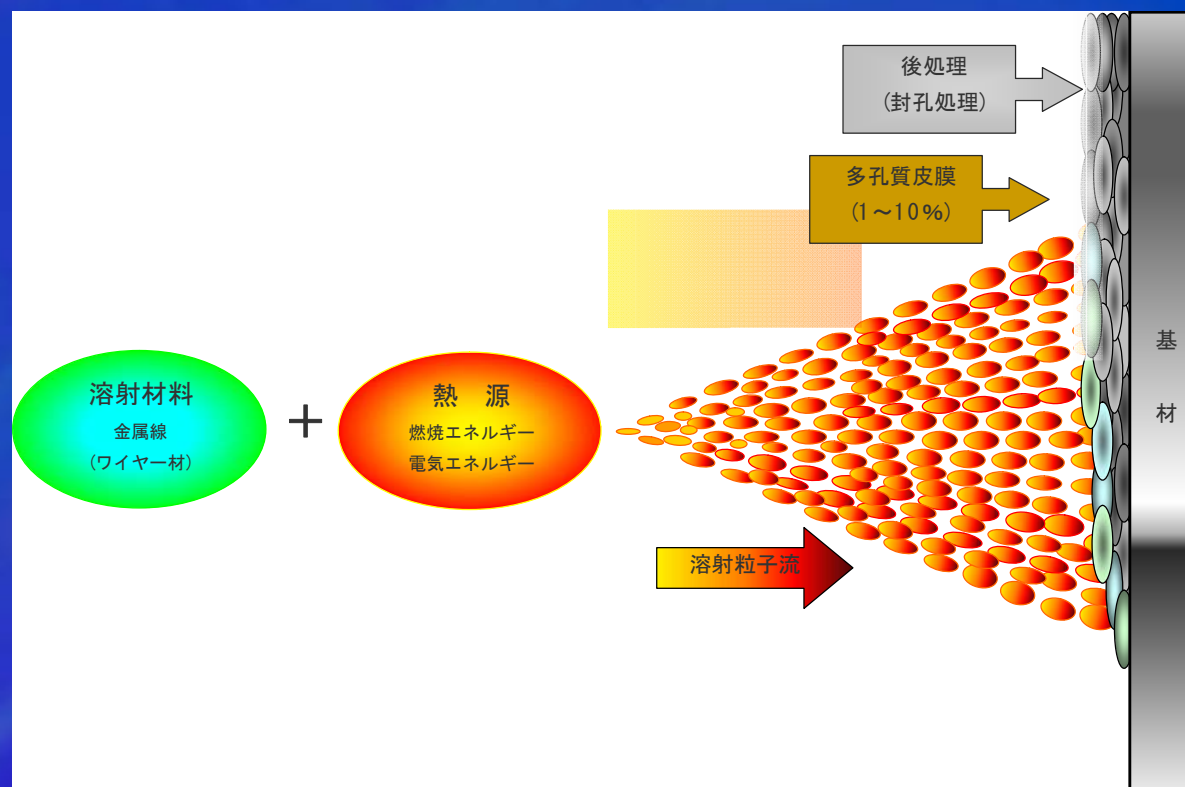 後処理
(封孔処理)
多孔質皮膜
(1～10%)
溶射材料
金属線
(ワイヤー材)
＋
熱　源
燃焼エネルギー
電気エネルギー
溶射粒子流
基
材